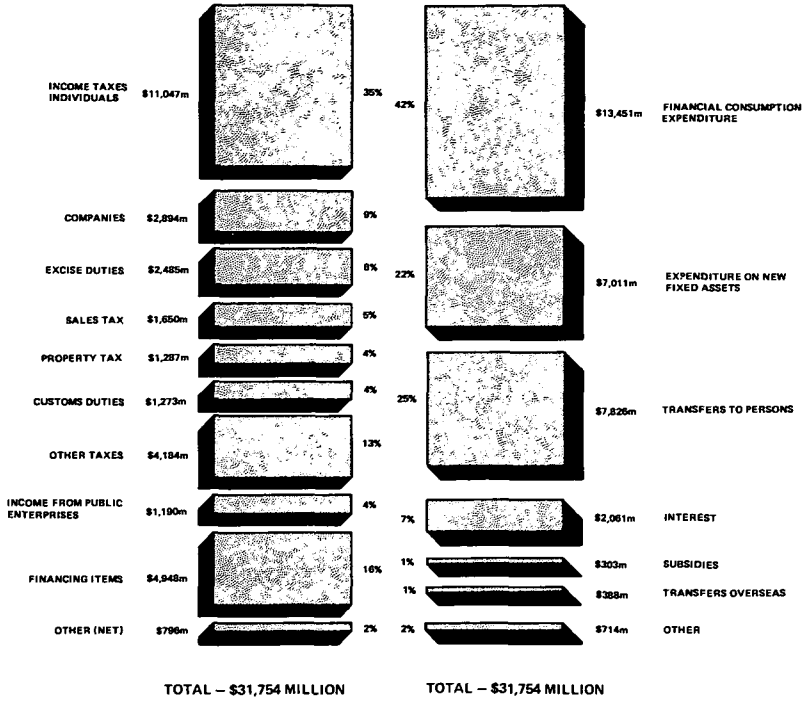 INCOME TAXES
INDIVIDUALS $11,047m 35%
COMPANIES $2,894m 9%
EXCISE DUTIES $2,485m 8%
SALES TAX $1,650m 5%
PROPERTY TAX $1,287m 4%
CUSTOMS DUTIES $1,273m 4%
OTHER TAXES $4,184m 13%
INCOME FROM PUBLIC
ENTERPRISES $1,190m 4%
FINANCING ITEMS $4,948m 16%
OTHER (NET) $796m 2%
TOTAL – $31,754 MILLION
42% $13,451m FINANCIAL CONSUMPTION
EXPENDITURE
22% $7,011m EXPENDITURE ON NEW
FIXED ASSETS
25% $7,826m TRANSFERS TO PERSONS
7% $2,061m INTEREST
1% $303m SUBSIDIES
1% $388m TRANSFERS OVERSEAS
2% $714m OTHER
TOTAL – $31,754 MILLION